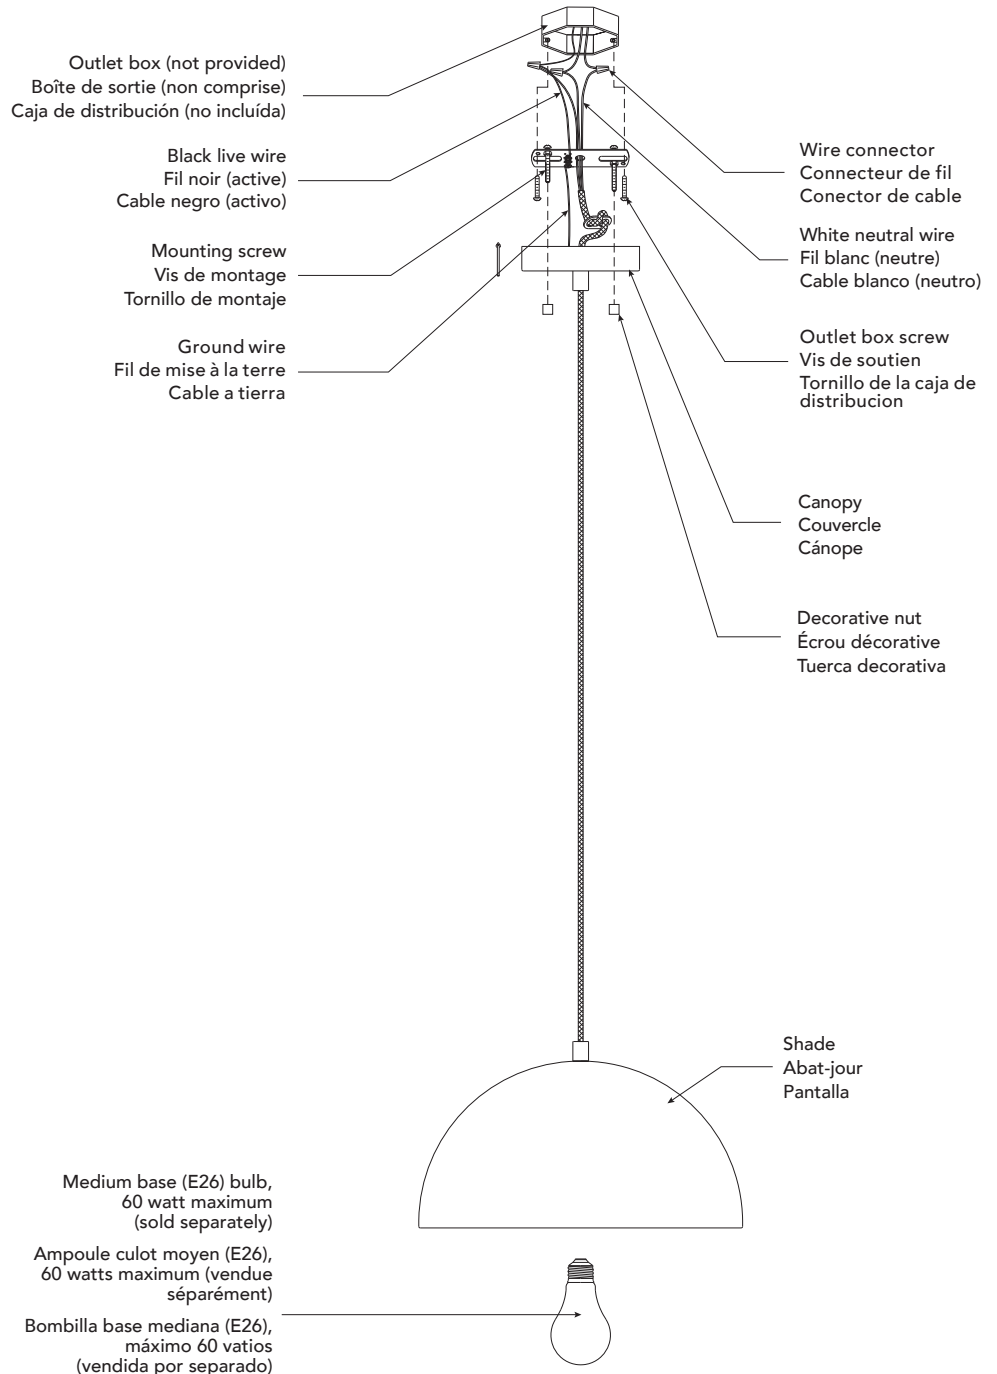 Outlet box (not provided)
Boîte de sortie (non comprise)
Caja de distribución (no incluída)
Black live wire
Fil noir (active)
Cable negro (activo)
Mounting screw
Vis de montage
Tornillo de montaje
Ground wire
Fil de mise à la terre
Cable a tierra
Wire connector
Connecteur de fil
Conector de cable
White neutral wire
Fil blanc (neutre)
Cable blanco (neutro)
Outlet box screw
Vis de soutien
Tornillo de la caja de
distribucion
Canopy
Couvercle
Cánope
Decorative nut
Écrou décorative
Tuerca decorativa
Shade
Abat-jour
Pantalla
Medium base (E26) bulb,
60 watt maximum
(sold separately)
Ampoule culot moyen (E26),
60 watts maximum (vendue
séparément)
Bombilla base mediana (E26),
máximo 60 vatios
(vendida por separado)